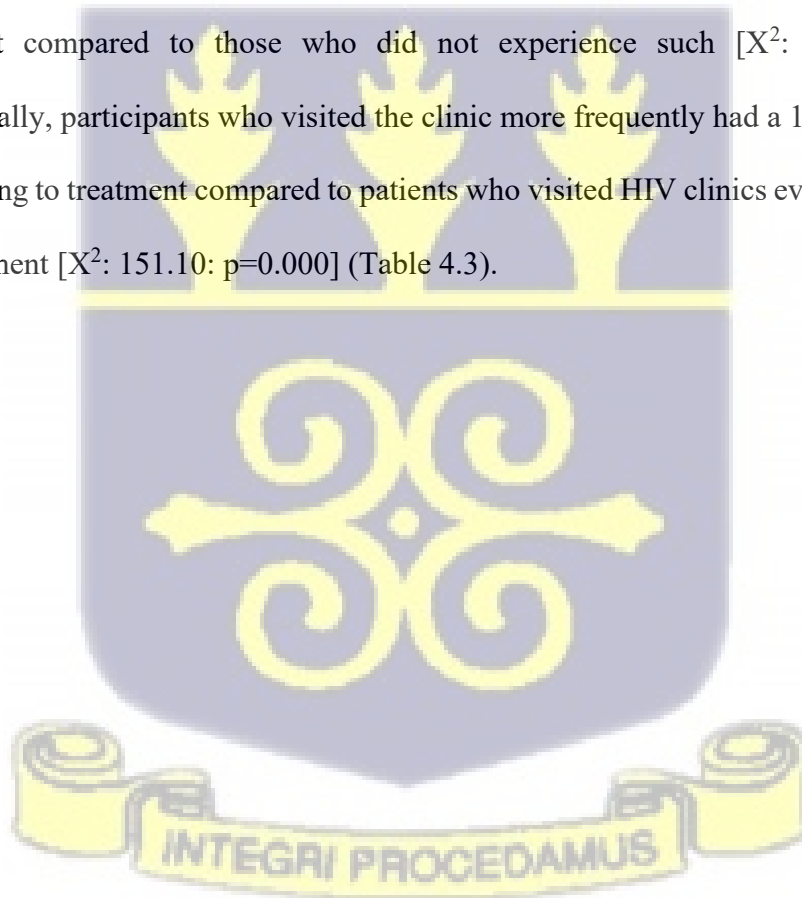 t compared to those who did not experience such [X²:
ally, participants who visited the clinic more frequently had a 1
ng to treatment compared to patients who visited HIV clinics ev
nent [X²: 151.10: p=0.000] (Table 4.3).
INTEGRI PROCEDAMUS